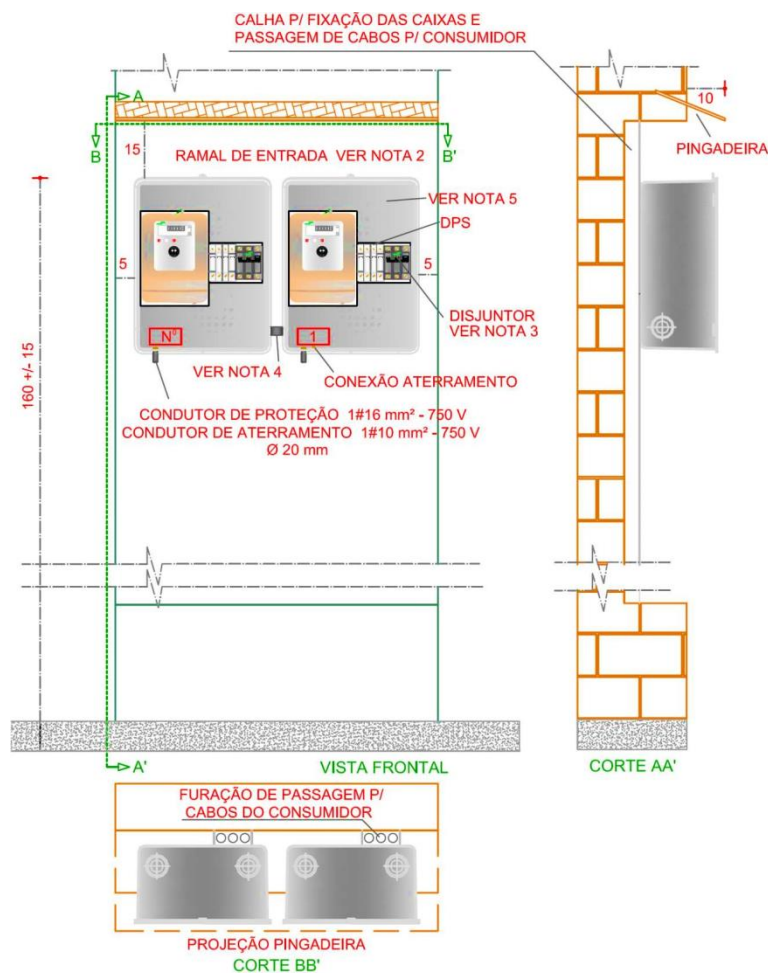 CALHA P/ FIXAÇÃO DAS CAIXAS E
PASSAGEM DE CABOS P/ CONSUMIDOR
A
10
B
B'
15
RAMAL DE ENTRADA VER NOTA 2
PINGADEIRA
VER NOTA 5
DPS
5
5
DISJUNTOR
VER NOTA 3
Nº
1
VER NOTA 4
CONEXÃO ATERRAMENTO
160 +/- 15
CONDUTOR DE PROTEÇÃO 1#16 mm² - 750 V
CONDUTOR DE ATERRAMENTO 1#10 mm² - 750 V
Ø 20 mm
A'
VISTA FRONTAL
CORTE AA'
FURAÇÃO DE PASSAGEM P/
CABOS DO CONSUMIDOR
PROJEÇÃO PINGADEIRA
CORTE BB'